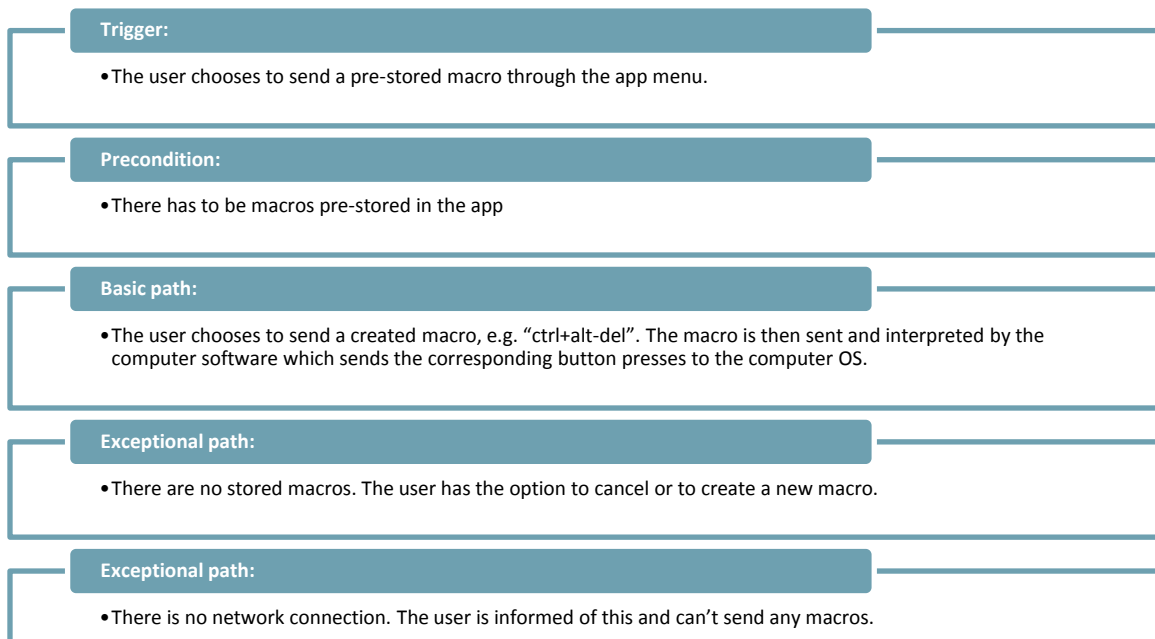 Trigger:
•The user chooses to send a pre-stored macro through the app menu.
Precondition:
•There has to be macros pre-stored in the app
Basic path:
•The user chooses to send a created macro, e.g. “ctrl+alt-del”. The macro is then sent and interpreted by the
computer software which sends the corresponding button presses to the computer OS.
Exceptional path:
•There are no stored macros. The user has the option to cancel or to create a new macro.
Exceptional path:
•There is no network connection. The user is informed of this and can’t send any macros.